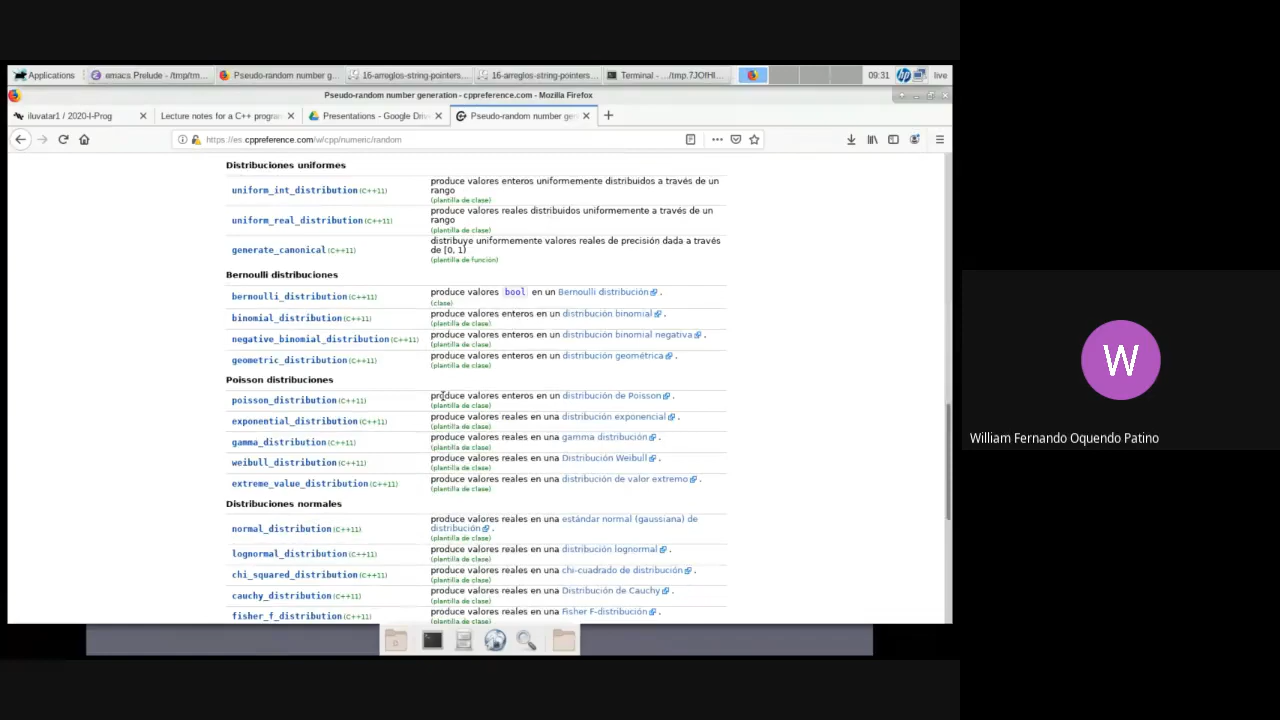 Applications
emacs Prelude - /tmp/tm...
Pseudo-random number g...
16-arreglos-string-pointers...
16-arreglos-string-pointers...
Terminal - .../tmp.7JOfHl...
09:31
hp
live
Pseudo-random number generation - cppreference.com - Mozilla Firefox
iluvatar1 / 2020-I-Prog
Lecture notes for a C++ progran
Presentations - Google Driv
Pseudo-random number gen
https://es.cppreference.com/w/cpp/numeric/random
Distribuciones uniformes
uniform_int_distribution (C++11)
produce valores enteros uniformemente distribuidos a través de un
rango
(plantilla de clase)
uniform_real_distribution (C++11)
produce valores reales distribuidos uniformemente a través de un
rango
(plantilla de clase)
generate_canonical (C++11)
distribuye uniformemente valores reales de precisión dada a través
de [0, 1)
(plantilla de función)
Bernoulli distribuciones
bernoulli_distribution (C++11)
produce valores bool en un Bernoulli distribución .
(clase)
binomial_distribution (C++11)
produce valores enteros en un distribución binomial .
(plantilla de clase)
negative_binomial_distribution (C++11)
produce valores enteros en un distribución binomial negativa .
(plantilla de clase)
geometric_distribution (C++11)
produce valores enteros en un distribución geométrica .
(plantilla de clase)
Poisson distribuciones
poisson_distribution (C++11)
produce valores enteros en un distribución de Poisson .
(plantilla de clase)
exponential_distribution (C++11)
produce valores reales en una distribución exponencial .
(plantilla de clase)
gamma_distribution (C++11)
produce valores reales en una gamma distribución .
(plantilla de clase)
weibull_distribution (C++11)
produce valores reales en una Distribución Weibull .
(plantilla de clase)
extreme_value_distribution (C++11)
produce valores reales en una distribución de valor extremo .
(plantilla de clase)
Distribuciones normales
normal_distribution (C++11)
produce valores reales en una estándar normal (gaussiana) de
distribución .
(plantilla de clase)
lognormal_distribution (C++11)
produce valores reales en una distribución lognormal .
(plantilla de clase)
chi_squared_distribution (C++11)
produce valores reales en una chi-cuadrado de distribución .
(plantilla de clase)
cauchy_distribution (C++11)
produce valores reales en una Distribución de Cauchy .
(plantilla de clase)
fisher_f_distribution (C++11)
produce valores reales en una Fisher F-distribución .
(plantilla de clase)
W
William Fernando Oquendo Patino